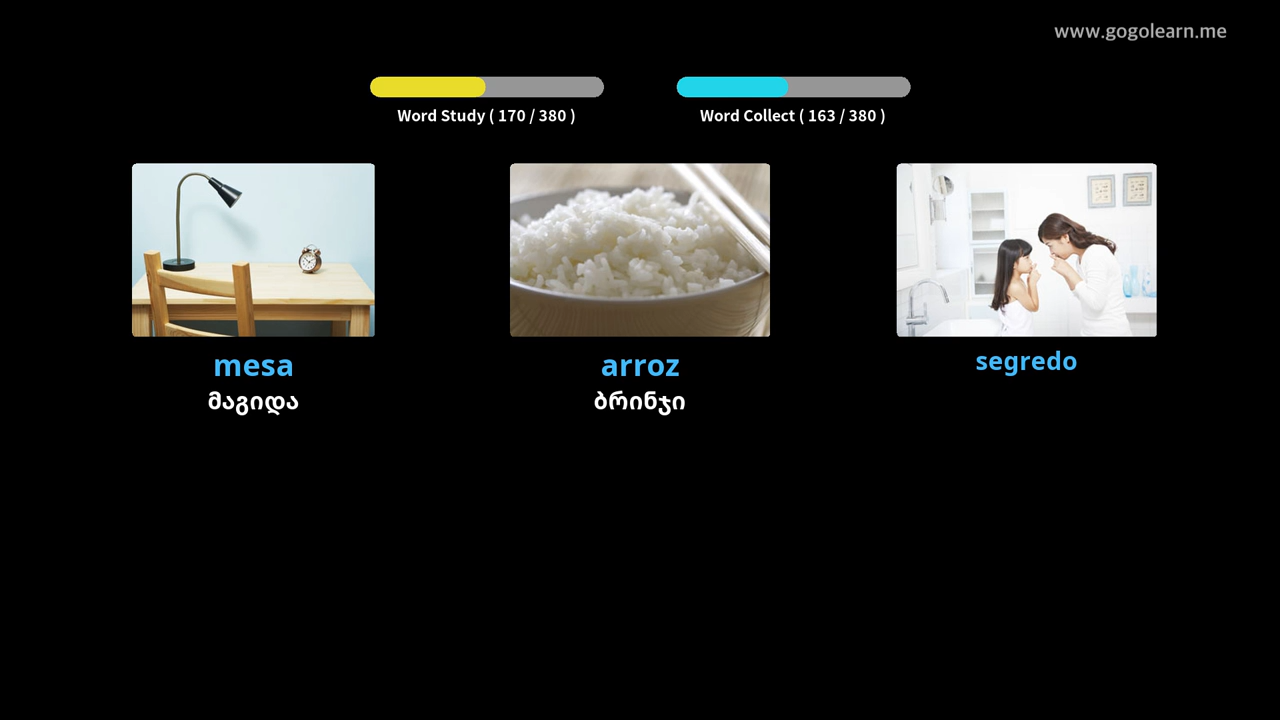 www.gogolearn.me
Word Study ( 170 / 380 )
Word Collect ( 163 / 380 )
mesa
მაგიდა
arroz
ბრინჯი
segredo